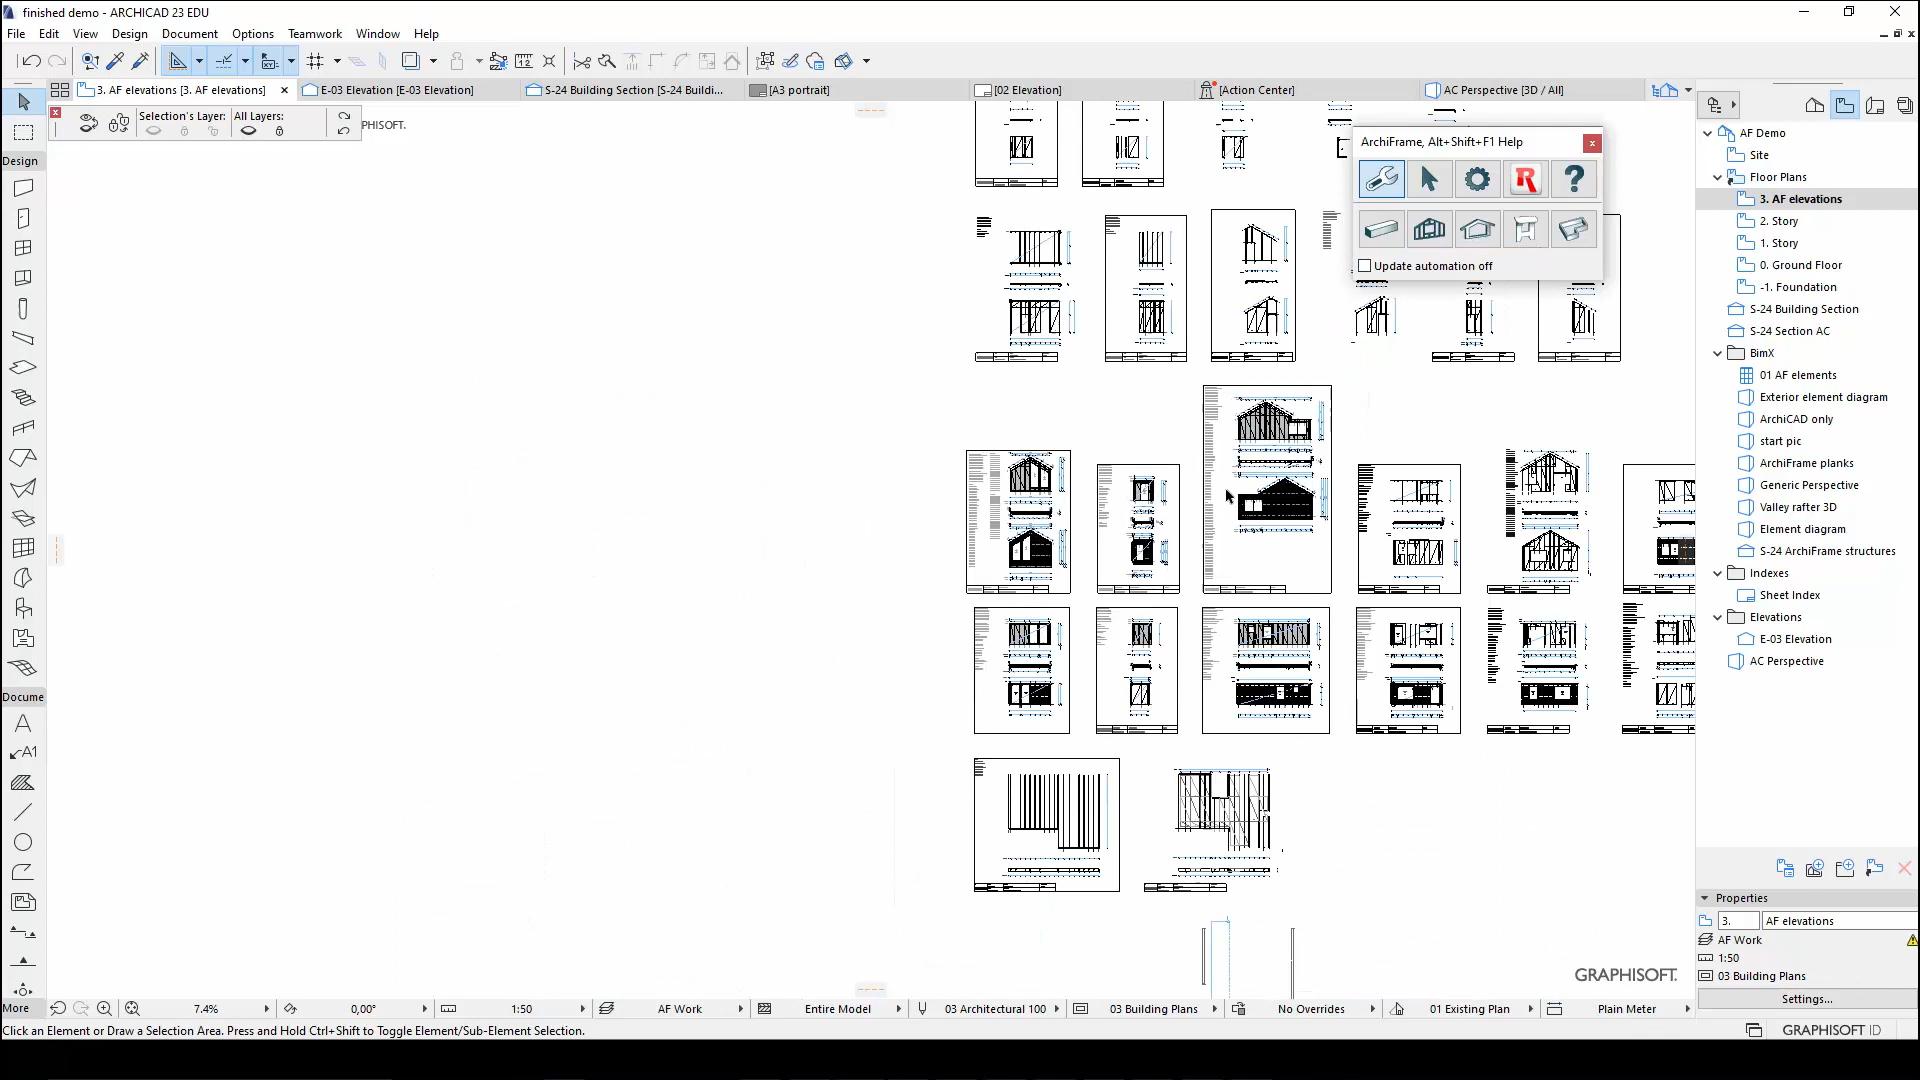 finished demo - ARCHICAD 23 EDU
File Edit View Design Document Options Teamwork Window Help
3. AF elevations [3. AF elevations]
E-03 Elevation [E-03 Elevation]
S-24 Building Section [S-24 Buildi...
[A3 portrait]
[02 Elevation]
[Action Center]
AC Perspective [3D / All]
Selection's Layer:
All Layers:
PHISOFT.
Design
Docume
More
ArchiFrame, Alt+Shift+F1 Help
Update automation off
AF Demo
Site
Floor Plans
3. AF elevations
2. Story
1. Story
0. Ground Floor
-1. Foundation
S-24 Building Section
S-24 Section AC
BimX
01 AF elements
Exterior element diagram
ArchiCAD only
start pic
ArchiFrame planks
Generic Perspective
Valley rafter 3D
Element diagram
S-24 ArchiFrame structures
Indexes
Sheet Index
Elevations
E-03 Elevation
AC Perspective
Properties
3. AF elevations
AF Work
1:50
03 Building Plans
Settings...
GRAPHISOFT.
7.4% 0,00° 1:50 AF Work Entire Model 03 Architectural 100 03 Building Plans No Overrides 01 Existing Plan Plain Meter
Click an Element or Draw a Selection Area. Press and Hold Ctrl+Shift to Toggle Element/Sub-Element Selection.
GRAPHISOFT ID